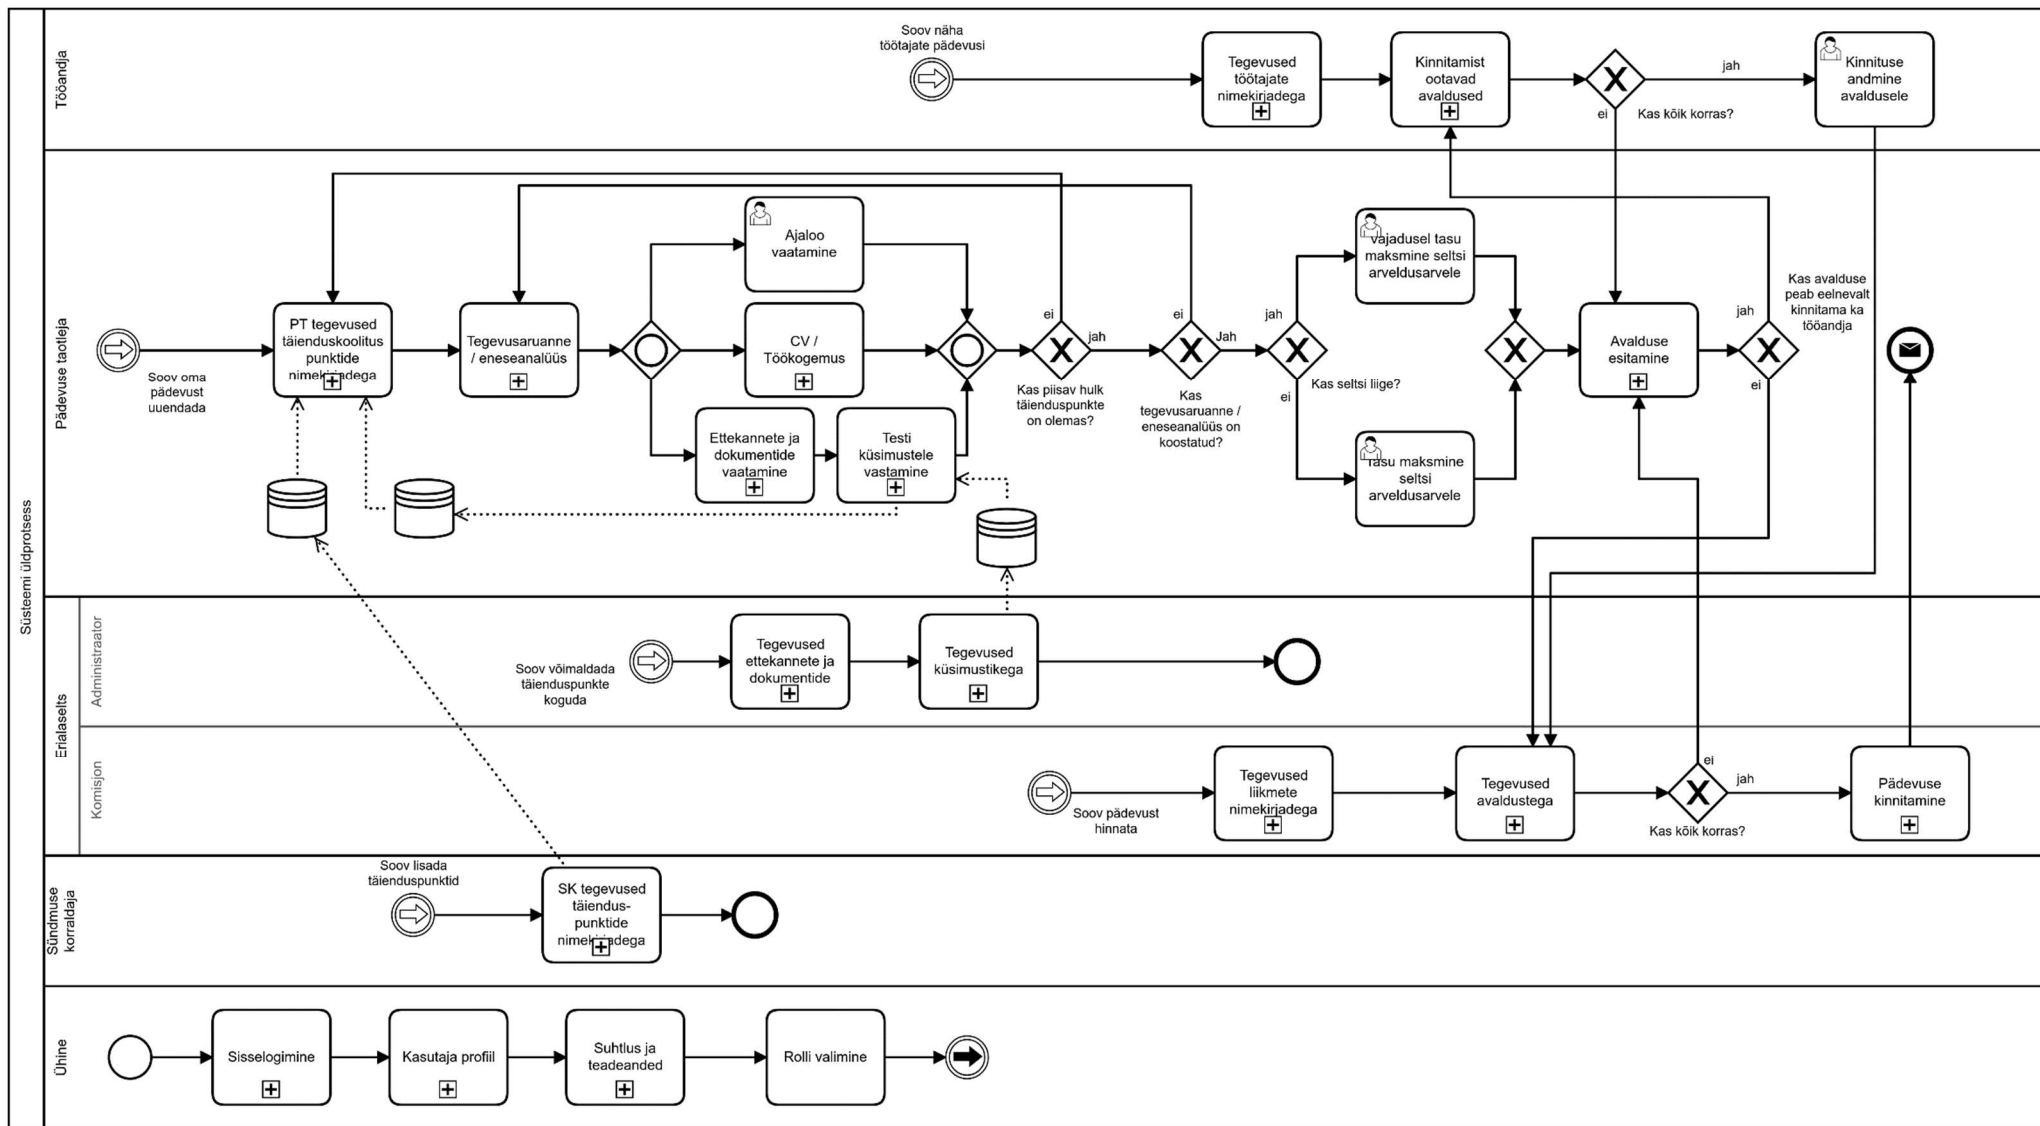 Süsteemi üldprotsess
Tööandja
Soov näha
töötajate pädevusi
Tegevused
töötajate
nimekirjadega
Kinnitamist
ootavad
avaldused
jah
ei
Kas kõik korras?
Kinnituse
andmine
avaldusele
Pädevuse taotleja
Soov oma
pädevust
uuendada
PT tegevused
täienduskoolitus
punktide
nimekirjadega
Tegevusaruanne
/ eneseanalüüs
Ajaloo
vaatamine
CV /
Töökogemus
Ettekannete ja
dokumentide
vaatamine
Testi
küsimustele
vastamine
ei
jah
Kas piisav hulk
täienduspunkte
on olemas?
ei
Jah
Kas
tegevusaruanne /
eneseanalüüs on
koostatud?
jah
Kas seltsi liige?
ei
Vajadusel tasu
maksmine seltsi
arveldusarvele
Tasu maksmine
seltsi
arveldusarvele
Avalduse
esitamine
Kas avalduse
peab eelnevalt
kinnitama ka
tööandja
jah
ei
Erialaselts
Administraator
Soov võimaldada
täienduspunkte
koguda
Tegevused
ettekannete ja
dokumentide
Tegevused
küsimustikega
Komisjon
Soov pädevust
hinnata
Tegevused
liikmete
nimekirjadega
Tegevused
avaldustega
ei
jah
Kas kõik korras?
Pädevuse
kinnitamine
Sündmuse
korraldaja
Soov lisada
täienduspunktid
SK tegevused
täiendus-
punktide
nimekirjadega
Ühine
Sisselogimine
Kasutaja profiil
Suhtlus ja
teadeanded
Rolli valimine